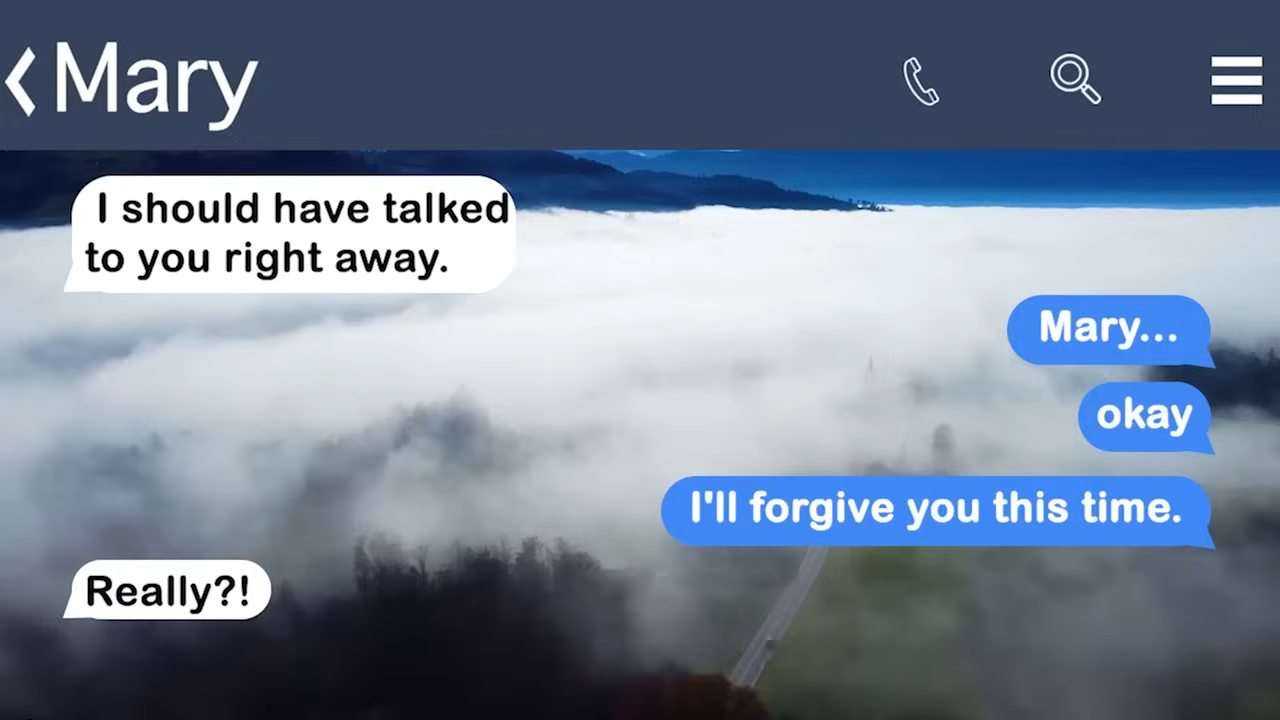 Mary
I should have talked
to you right away.
Mary...
okay
I'll forgive you this time.
Really?!